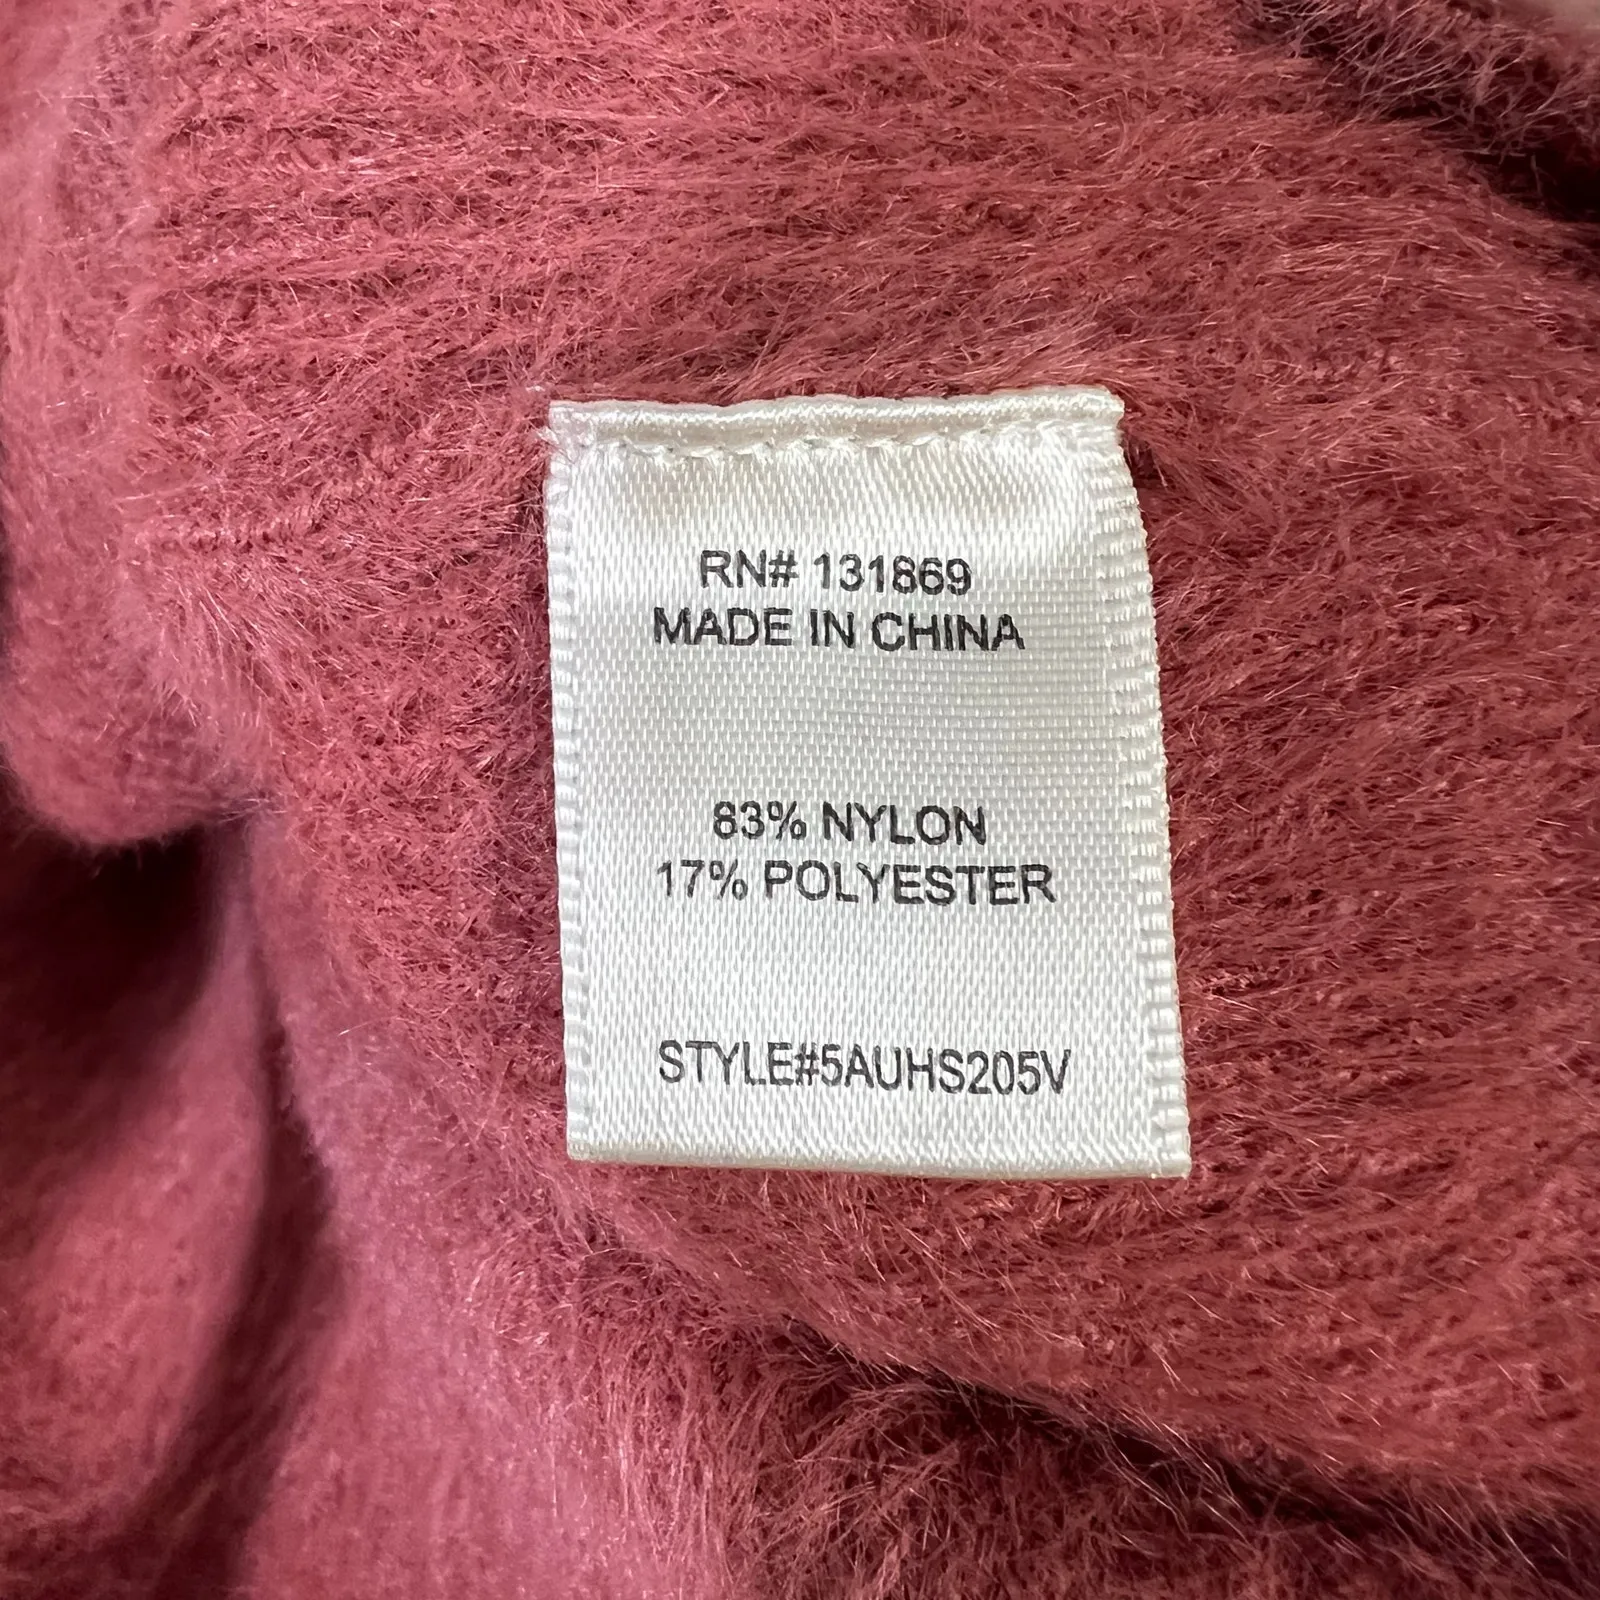 RN# 131869
MADE IN CHINA
83% NYLON
17% POLYESTER
STYLE#5AUHS205V